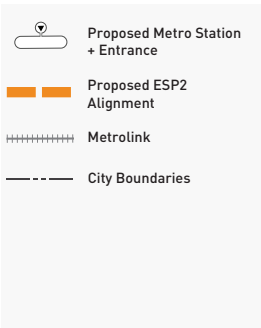 Proposed Metro Station
+ Entrance
Proposed ESP2
Alignment
Metrolink
City Boundaries